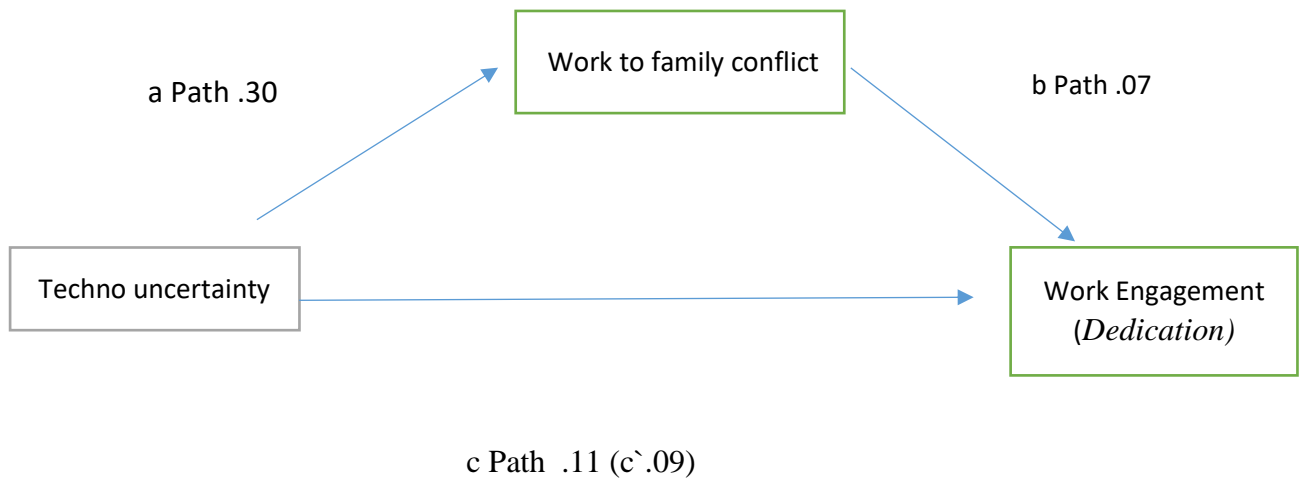 Work to family conflict
a Path .30
b Path .07
Techno uncertainty
Work Engagement
(Dedication)
c Path .11 (c`.09)